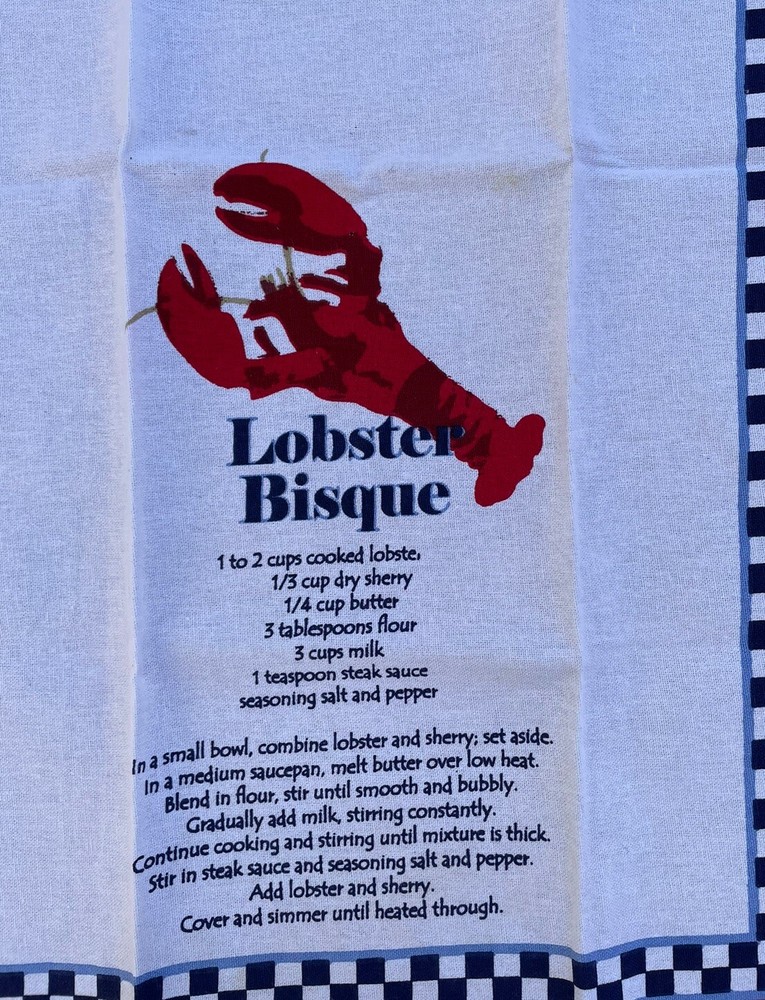 Lobster
Bisque
1 to 2 cups cooked lobster
1/3 cup dry sherry
1/4 cup butter
3 tablespoons flour
3 cups milk
1 teaspoon steak sauce
seasoning salt and pepper
In a small bowl, combine lobster and sherry; set aside.
In a medium saucepan, melt butter over low heat.
Blend in flour, stir until smooth and bubbly.
Gradually add milk, stirring constantly.
Continue cooking and stirring until mixture is thick.
Stir in steak sauce and seasoning salt and pepper.
Add lobster and sherry.
Cover and simmer until heated through.